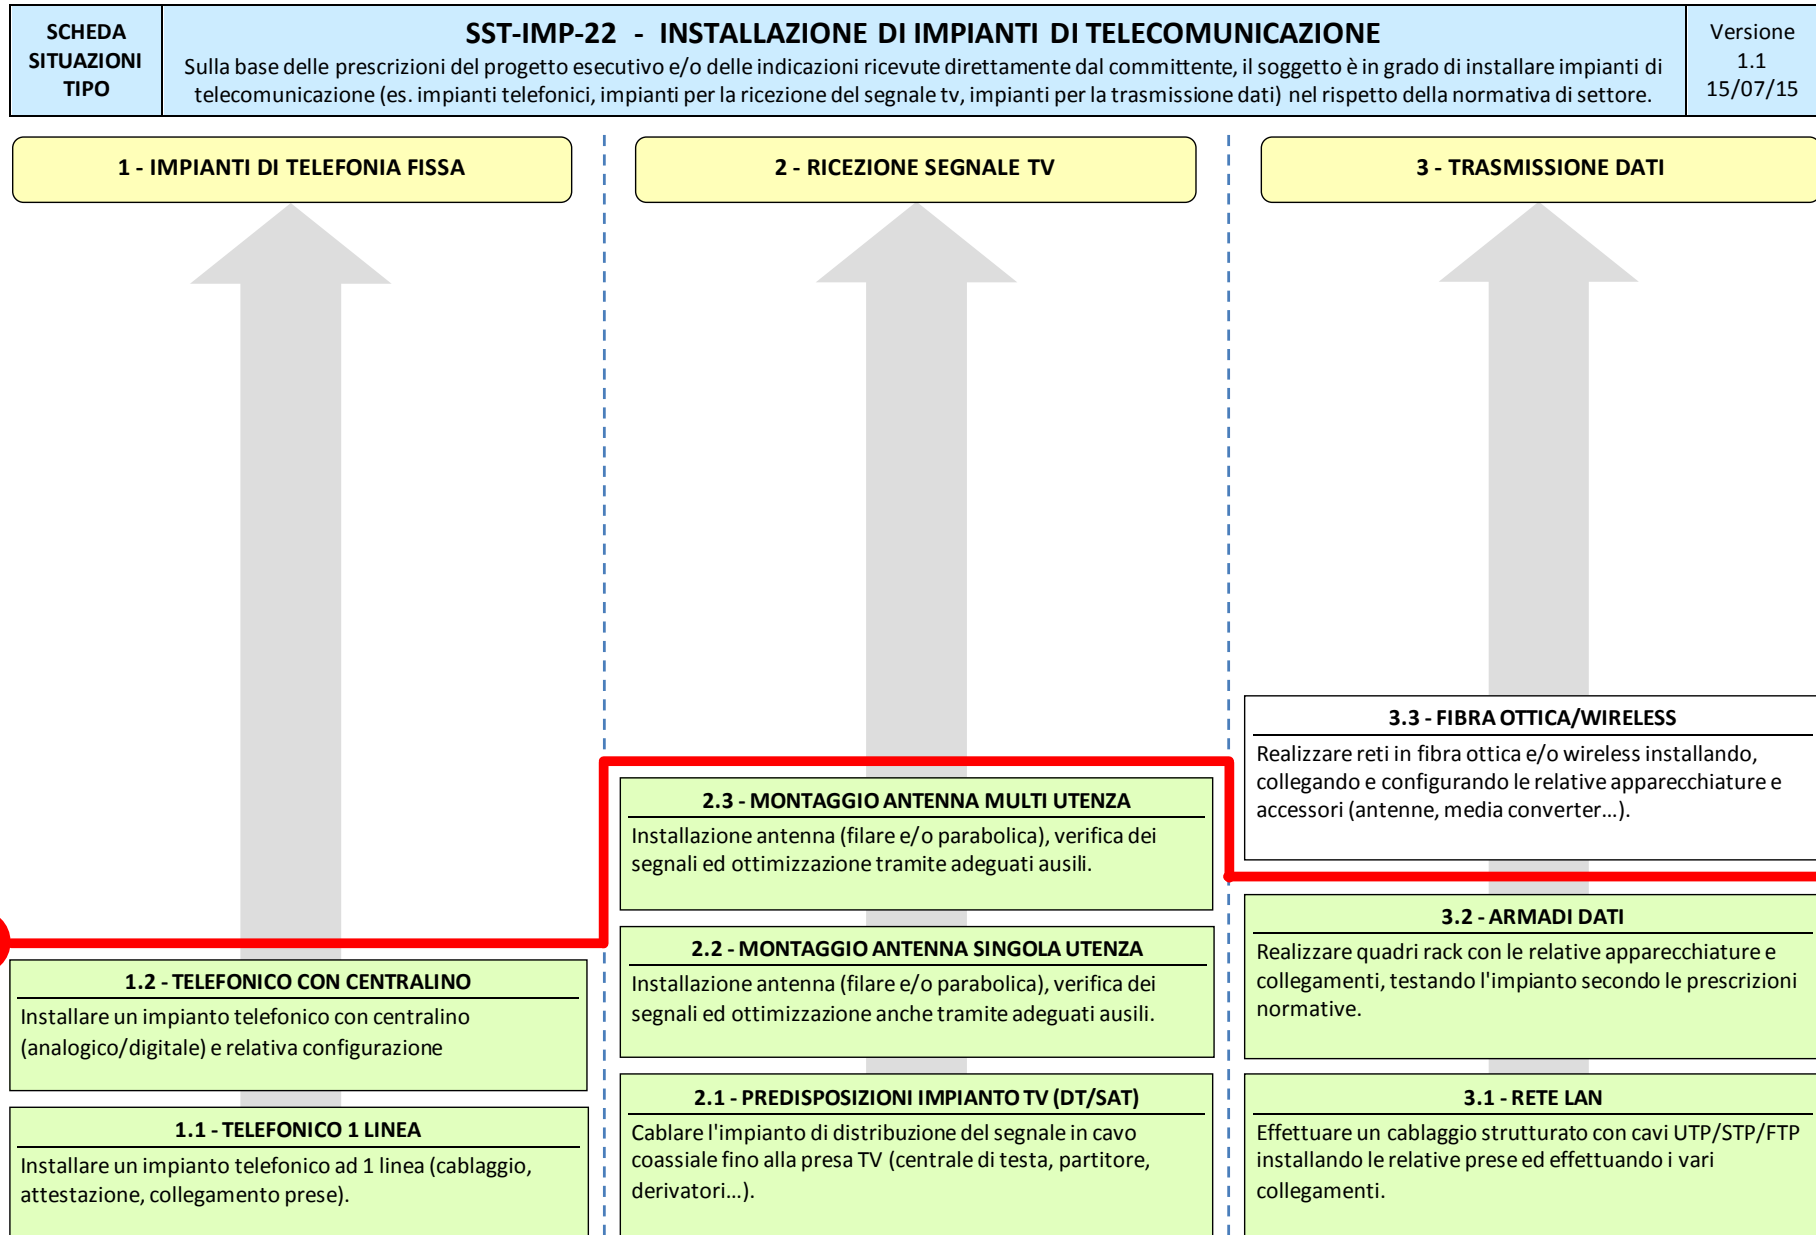 SCHEDA
SITUAZIONI
TIPO
SST-IMP-22 - INSTALLAZIONE DI IMPIANTI DI TELECOMUNICAZIONE
Sulla base delle prescrizioni del progetto esecutivo e/o delle indicazioni ricevute direttamente dal committente, il soggetto è in grado di installare impianti di
telecomunicazione (es. impianti telefonici, impianti per la ricezione del segnale tv, impianti per la trasmissione dati) nel rispetto della normativa di settore.
Versione
1.1
15/07/15
1 - IMPIANTI DI TELEFONIA FISSA
2 - RICEZIONE SEGNALE TV
3 - TRASMISSIONE DATI
1.2 - TELEFONICO CON CENTRALINO
Installare un impianto telefonico con centralino
(analogico/digitale) e relativa configurazione
1.1 - TELEFONICO 1 LINEA
Installare un impianto telefonico ad 1 linea (cablaggio,
attestazione, collegamento prese).
2.3 - MONTAGGIO ANTENNA MULTI UTENZA
Installazione antenna (filare e/o parabolica), verifica dei
segnali ed ottimizzazione tramite adeguati ausili.
2.2 - MONTAGGIO ANTENNA SINGOLA UTENZA
Installazione antenna (filare e/o parabolica), verifica dei
segnali ed ottimizzazione anche tramite adeguati ausili.
2.1 - PREDISPOSIZIONI IMPIANTO TV (DT/SAT)
Cablare l'impianto di distribuzione del segnale in cavo
coassiale fino alla presa TV (centrale di testa, partitore,
derivatori...).
3.3 - FIBRA OTTICA/WIRELESS
Realizzare reti in fibra ottica e/o wireless installando,
collegando e configurando le relative apparecchiature e
accessori (antenne, media converter...).
3.2 - ARMADI DATI
Realizzare quadri rack con le relative apparecchiature e
collegamenti, testando l'impianto secondo le prescrizioni
normative.
3.1 - RETE LAN
Effettuare un cablaggio strutturato con cavi UTP/STP/FTP
installando le relative prese ed effettuando i vari
collegamenti.